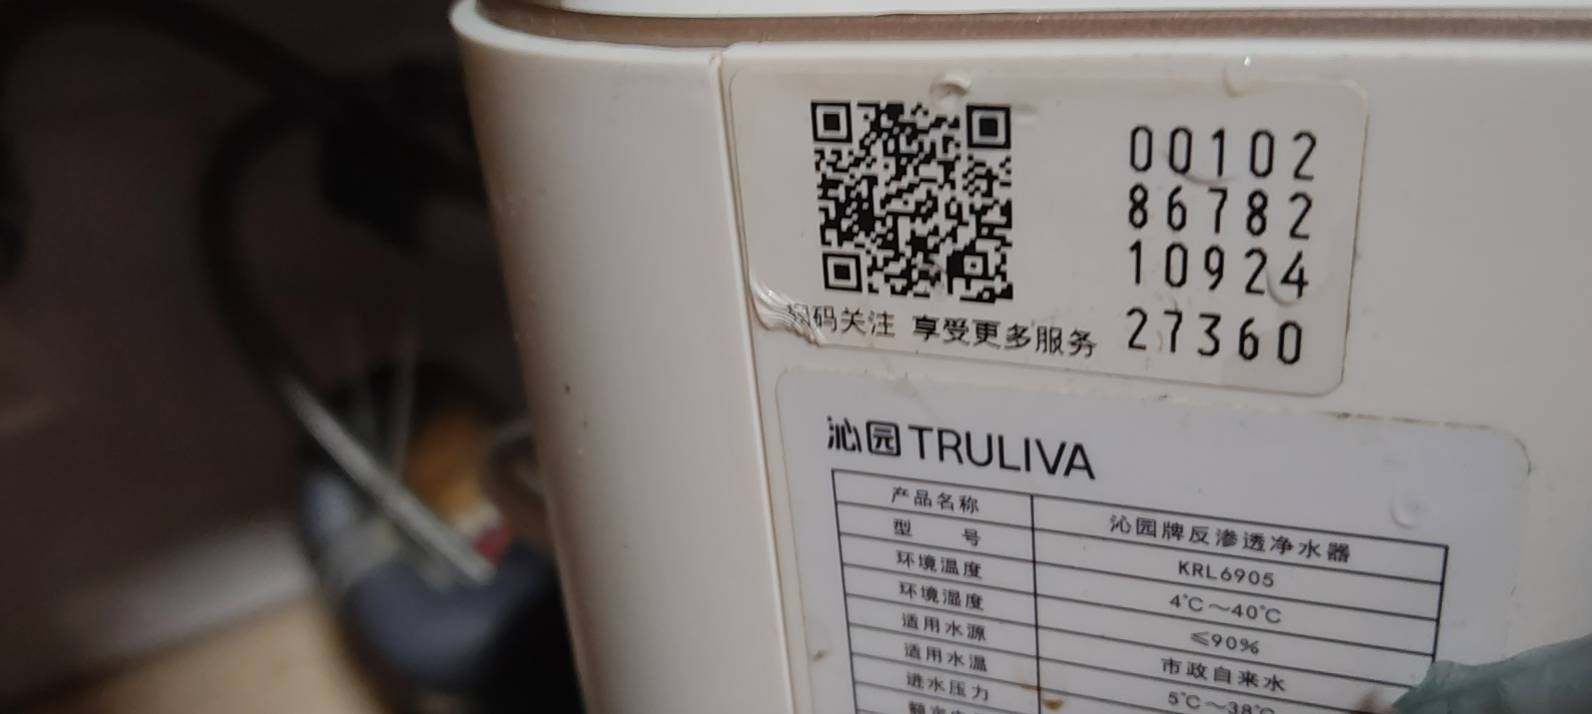 00102
86782
10924
27360
码关注 享受更多服务
沁园 TRULIVA
产品名称 沁园牌反渗透净水器
型 号 KRL6905
环境温度 4℃～40℃
环境湿度 ≤90%
适用水源 市政自来水
适用水温 5℃～38℃
进水压力